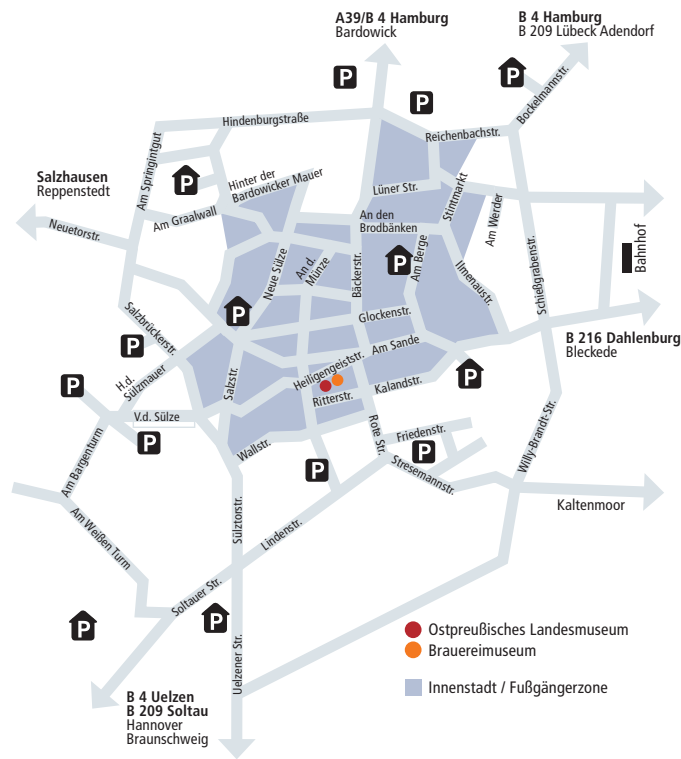 A39/B 4 Hamburg
Bardowick
B 4 Hamburg
B 209 Lübeck Adendorf
P
P
P
Bockelmannstr.
Hindenburgstraße
Reichenbachstr.
Am Springintgut
Salzhausen
Reppenstedt
P
Hinter der
Bardowicker Mauer
Lüner Str.
Stintmarkt
Am Werder
Neuetorstr.
Am Graalwall
An den
Brodbänken
Schießgrabenstr.
Bahnhof
Neue Sülze
An d.
Münze
Bäckerstr.
P
Am Berge
Ilmenaustr.
P
Salzbrückerstr.
Glockenstr.
B 216 Dahlenburg
Bleckede
P
H.d.
Sülzmauer
Salzstr.
Heiligengeiststr.
Am Sande
P
P
Ritterstr.
Kalandstr.
V.d. Sülze
P
Am Bargenturm
Wallstr.
Rote Str.
Friedenstr.
P
P
Stresemannstr.
Willy-Brandt-Str.
Kaltenmoor
Am Weißen Turm
Sülztorstr.
Lindenstr.
Soltauer Str.
P
P
Uelzener Str.
Ostpreußisches Landesmuseum
Brauereimuseum
Innenstadt / Fußgängerzone
B 4 Uelzen
B 209 Soltau
Hannover
Braunschweig